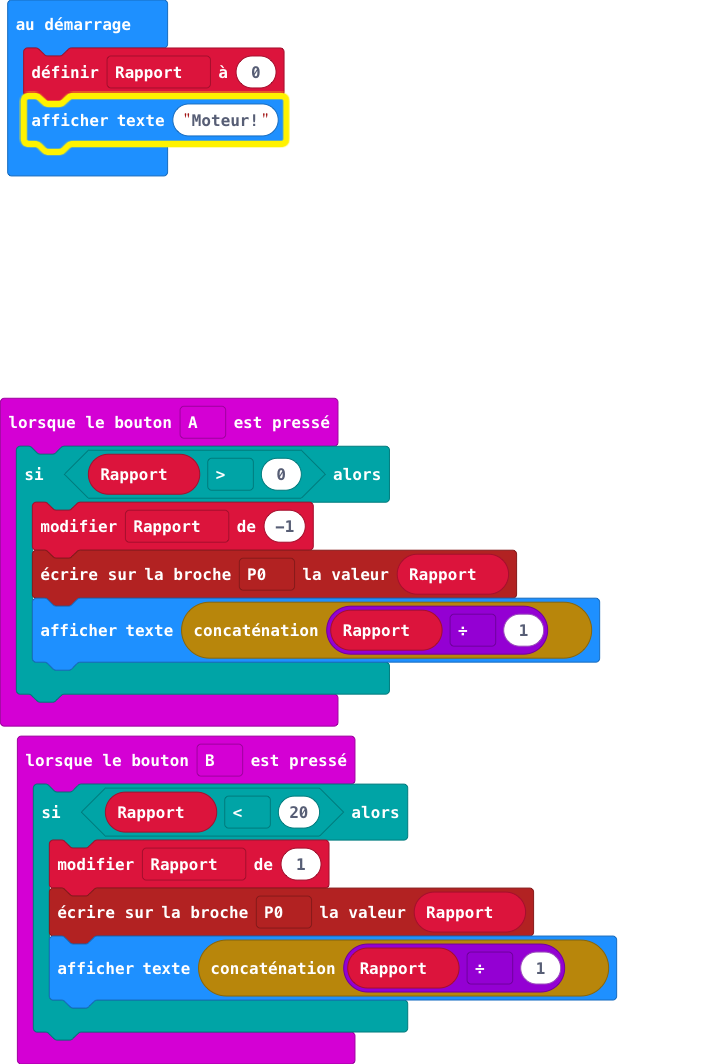 au démarrage
définir Rapport à 0
afficher texte "Moteur!"
lorsque le bouton A est pressé
si Rapport > 0 alors
modifier Rapport de -1
écrire sur la broche P0 la valeur Rapport
afficher texte concaténation Rapport ÷ 1
lorsque le bouton B est pressé
si Rapport < 20 alors
modifier Rapport de 1
écrire sur la broche P0 la valeur Rapport
afficher texte concaténation Rapport ÷ 1